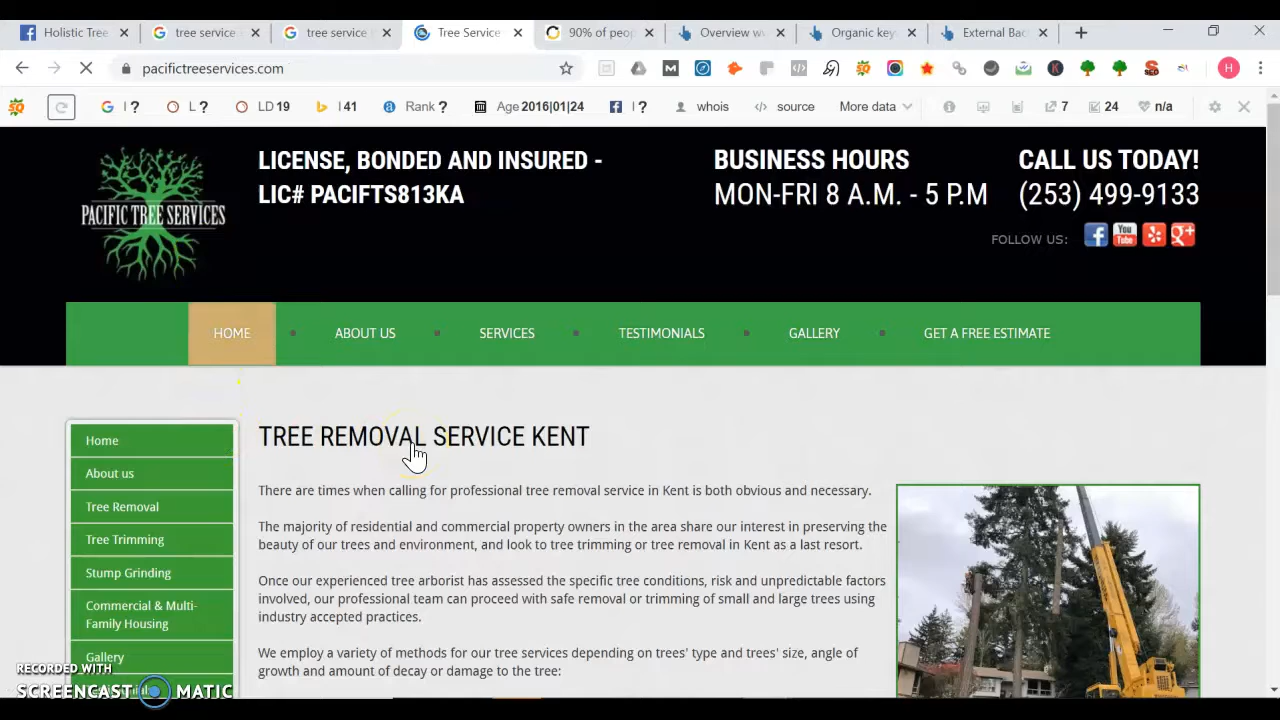 Holistic Tree
tree service
tree service
Tree Service
90% of peop
Overview
Organic key
External Bac
pacifictreeservices.com
I ?
L ?
LD 19
I 41
Rank ?
Age 2016|01|24
I ?
whois
source
More data
7
24
n/a
LICENSE, BONDED AND INSURED -
LIC# PACIFTS813KA
BUSINESS HOURS
MON-FRI 8 A.M. - 5 P.M
CALL US TODAY!
(253) 499-9133
FOLLOW US:
PACIFIC TREE SERVICES
HOME
ABOUT US
SERVICES
TESTIMONIALS
GALLERY
GET A FREE ESTIMATE
Home
About us
Tree Removal
Tree Trimming
Stump Grinding
Commercial & Multi-
Family Housing
Gallery
TREE REMOVAL SERVICE KENT
There are times when calling for professional tree removal service in Kent is both obvious and necessary.
The majority of residential and commercial property owners in the area share our interest in preserving the
beauty of our trees and environment, and look to tree trimming or tree removal in Kent as a last resort.
Once our experienced tree arborist has assessed the specific tree conditions, risk and unpredictable factors
involved, our professional team can proceed with safe removal or trimming of small and large trees using
industry accepted practices.
We employ a variety of methods for our tree services depending on trees' type and trees' size, angle of
growth and amount of decay or damage to the tree:
RECORDED WITH
SCREENCAST MATIC